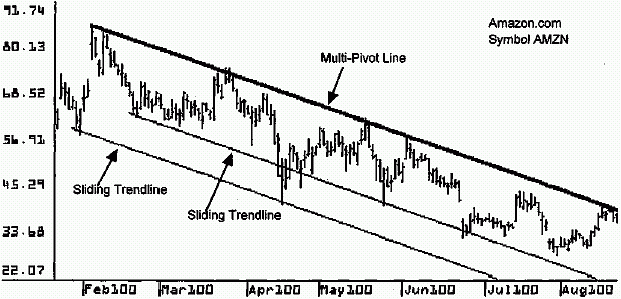 91.74
Amazon.com
80.13
Symbol AMZN
Multi-Pivot Line
68.52
56.91
45.29
Sliding Trendline
Sliding Trendline
33.68
22.07
Feb100
Mar100
Apr100
May100
Jun100
Jul100
Aug100